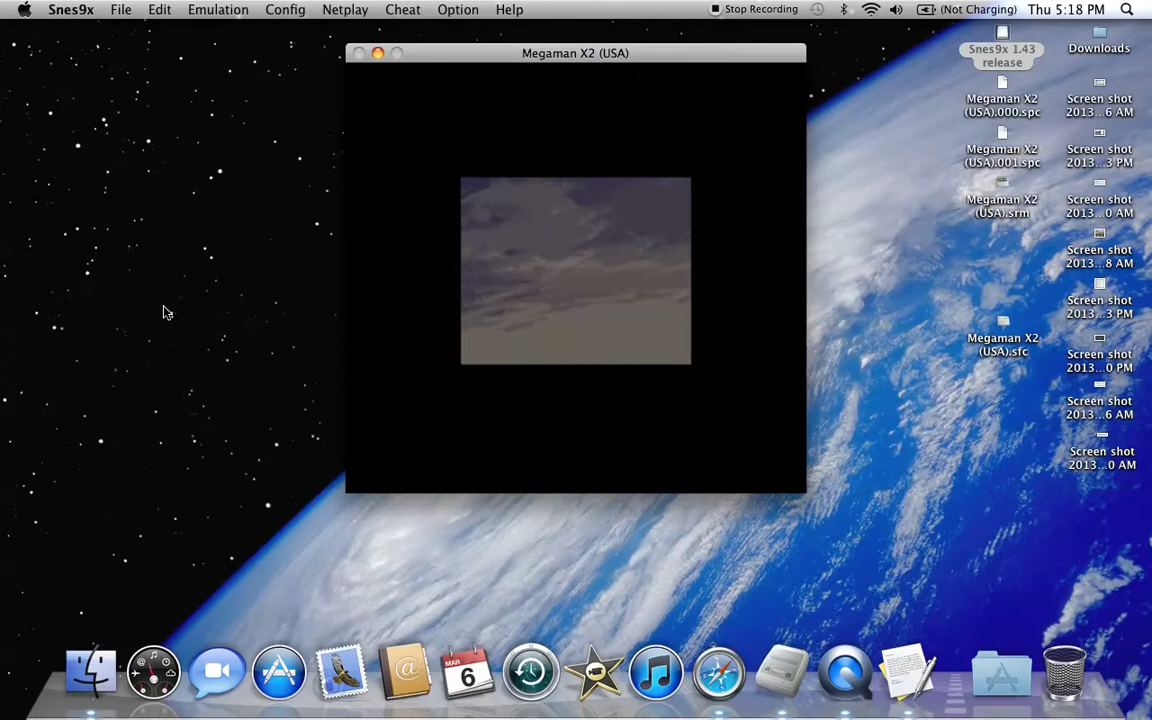 Snes9x File Edit Emulation Config Netplay Cheat Option Help Stop Recording (Not Charging) Thu 5:18 PM
Megaman X2 (USA)
Snes9x 1.43
release
Downloads
Megaman X2
(USA).000.spc
Screen shot
2013...6 AM
Megaman X2
(USA).001.spc
Screen shot
2013...3 PM
Megaman X2
(USA).srm
Screen shot
2013...0 AM
Screen shot
2013...8 AM
Screen shot
2013...3 PM
Megaman X2
(USA).sfc
Screen shot
2013...0 PM
Screen shot
2013...6 AM
Screen shot
2013...0 AM
MAR
6